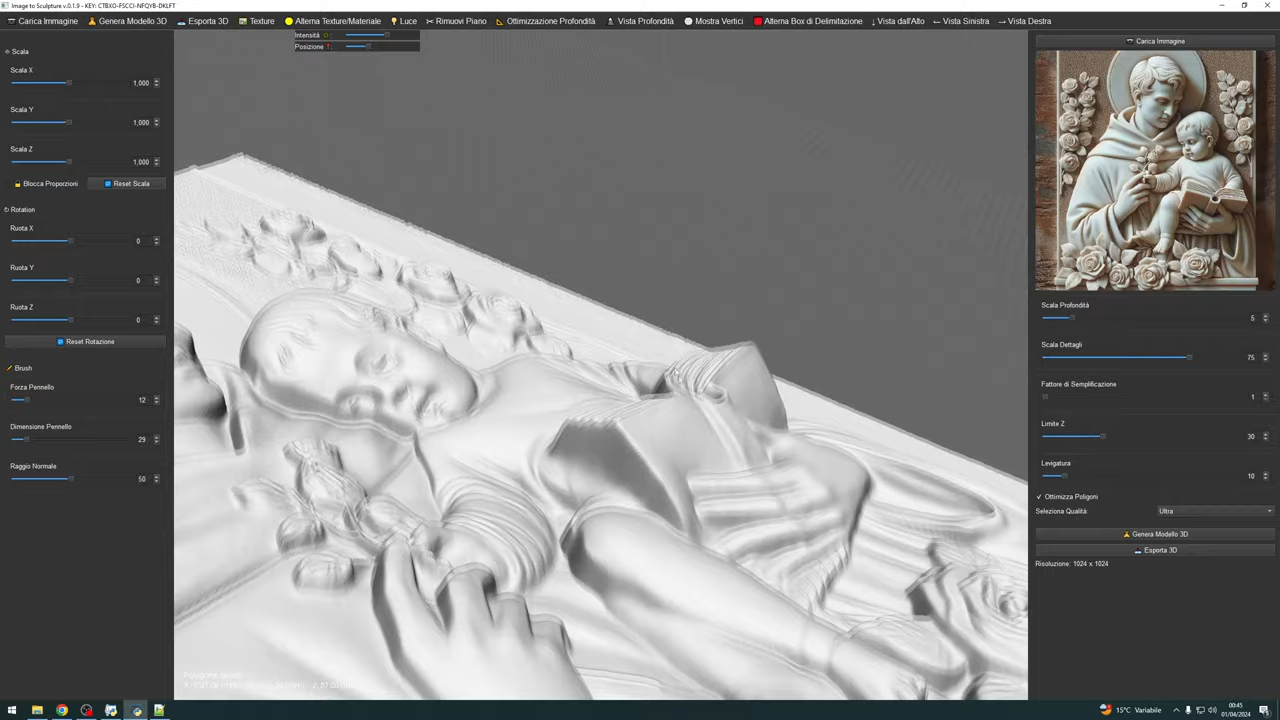 Image to Sculpture v.0.1.9 - KEY: CTBXO-FSCCI-NFQYB-DKLFT
Carica Immagine Genera Modello 3D Esporta 3D Texture Alterna Texture/Materiale Luce Rimuovi Piano Ottimizzazione Profondità Vista Profondità Mostra Vertici Alterna Box di Delimitazione ↓ Vista dall'Alto ← Vista Sinistra → Vista Destra
Intensità :
Posizione :
Scala
Scala X
1,000
Scala Y
1,000
Scala Z
1,000
Blocca Proporzioni Reset Scala
Rotation
Ruota X
0
Ruota Y
0
Ruota Z
0
Reset Rotazione
Brush
Forza Pennello
12
Dimensione Pennello
29
Raggio Normale
50
Carica Immagine
Scala Profondità
5
Scala Dettagli
75
Fattore di Semplificazione
1
Limite Z
30
Levigatura
10
✓ Ottimizza Poligoni
Seleziona Qualità: Ultra
Genera Modello 3D
Esporta 3D
Risoluzione: 1024 x 1024
15°C Variabile
00:45
01/04/2024